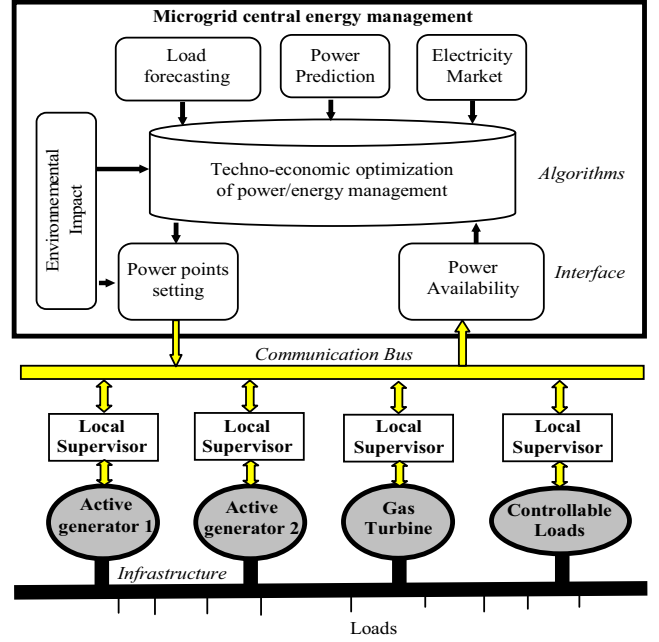 Microgrid central energy management
Load
forecasting
Power
Prediction
Electricity
Market
Environnemental
Impact
Techno-economic optimization
of power/energy management
Algorithms
Power points
setting
Power
Availability
Interface
Communication Bus
Local
Supervisor
Local
Supervisor
Local
Supervisor
Local
Supervisor
Active
generator 1
Active
generator 2
Gas
Turbine
Controllable
Loads
Infrastructure
Loads